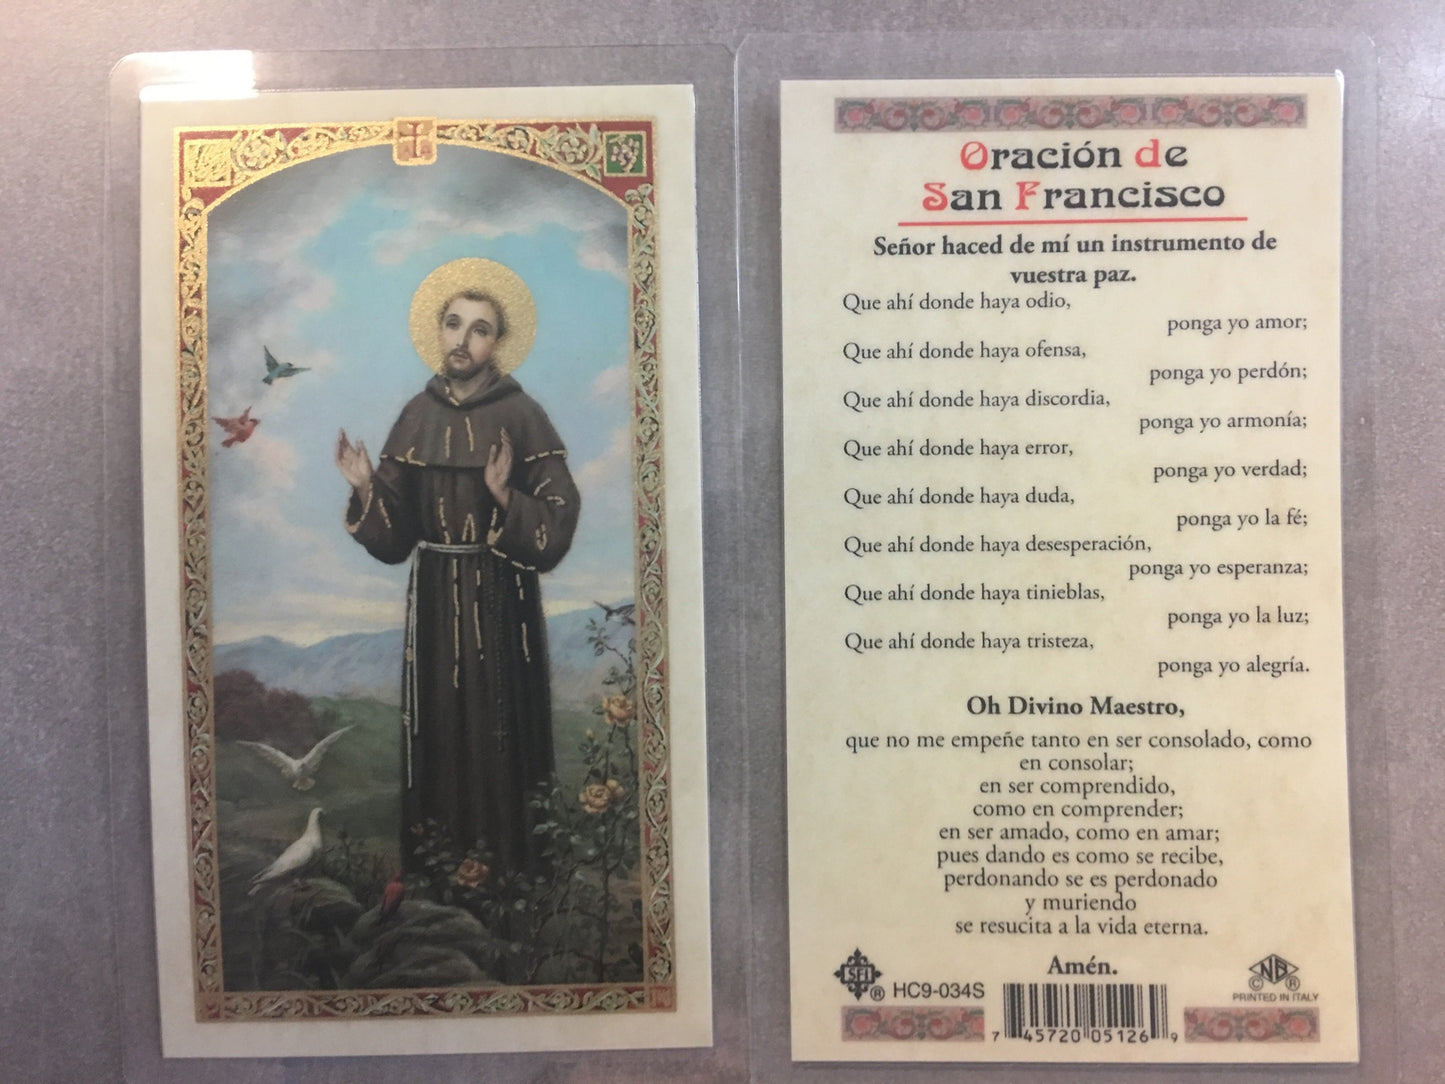 Oración de
San Francisco
Señor haced de mí un instrumento de
vuestra paz.
Que ahí donde haya odio,
ponga yo amor;
Que ahí donde haya ofensa,
ponga yo perdón;
Que ahí donde haya discordia,
ponga yo armonía;
Que ahí donde haya error,
ponga yo verdad;
Que ahí donde haya duda,
ponga yo la fé;
Que ahí donde haya desesperación,
ponga yo esperanza;
Que ahí donde haya tinieblas,
ponga yo la luz;
Que ahí donde haya tristeza,
ponga yo alegría.
Oh Divino Maestro,
que no me empeñe tanto en ser consolado, como
en consolar;
en ser comprendido,
como en comprender;
en ser amado, como en amar;
pues dando es como se recibe,
perdonando se es perdonado
y muriendo
se resucita a la vida eterna.
Amén.
SFI ® HC9-034S
NB © ®
PRINTED IN ITALY
7 45720 05126 9